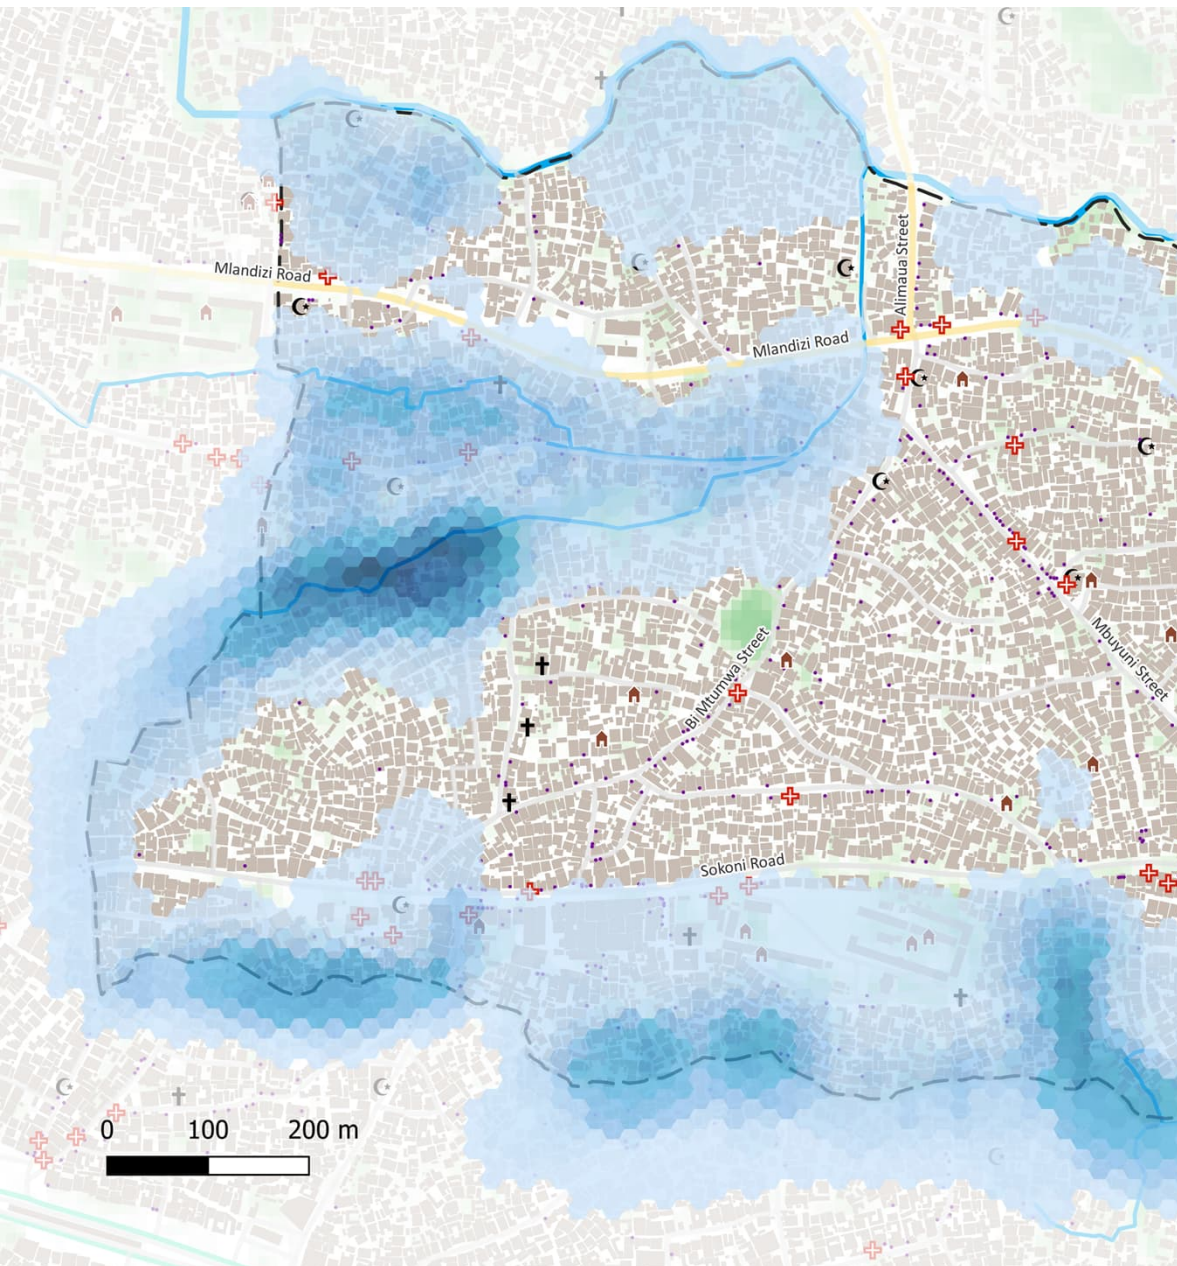 Alimaua Street
Mlandizi Road
Mlandizi Road
Mbuyuni Street
Bi Mtumwa Street
Sokoni Road
0 100 200 m